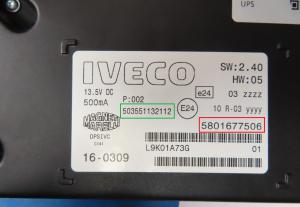 UPS
IVECO
SW:2.40
HW:05
13.5V DC
500mA
P:002
503551132112
E24
e24
03 zzzz
10 R-03 yyyy
MAGNETI
MARELLI
DPSIVC
5801677506
L9K01A73G
01
16-0309